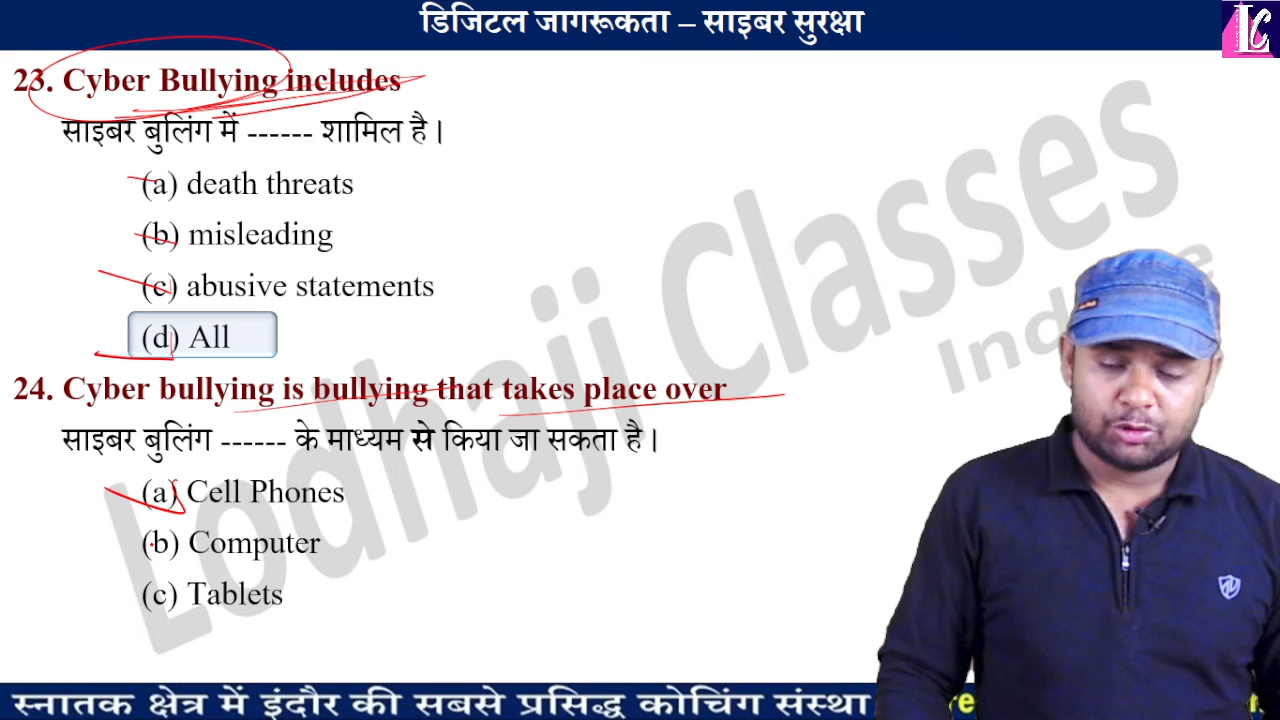 डिजिटल जागरूकता – साइबर सुरक्षा
LC
23. Cyber Bullying includes
साइबर बुलिंग में ------ शामिल है।
(a) death threats
(b) misleading
(c) abusive statements
(d) All
24. Cyber bullying is bullying that takes place over
साइबर बुलिंग ------ के माध्यम से किया जा सकता है।
(a) Cell Phones
(b) Computer
(c) Tablets
Lodhaji Classes
स्नातक क्षेत्र में इंदौर की सबसे प्रसिद्ध कोचिंग संस्था